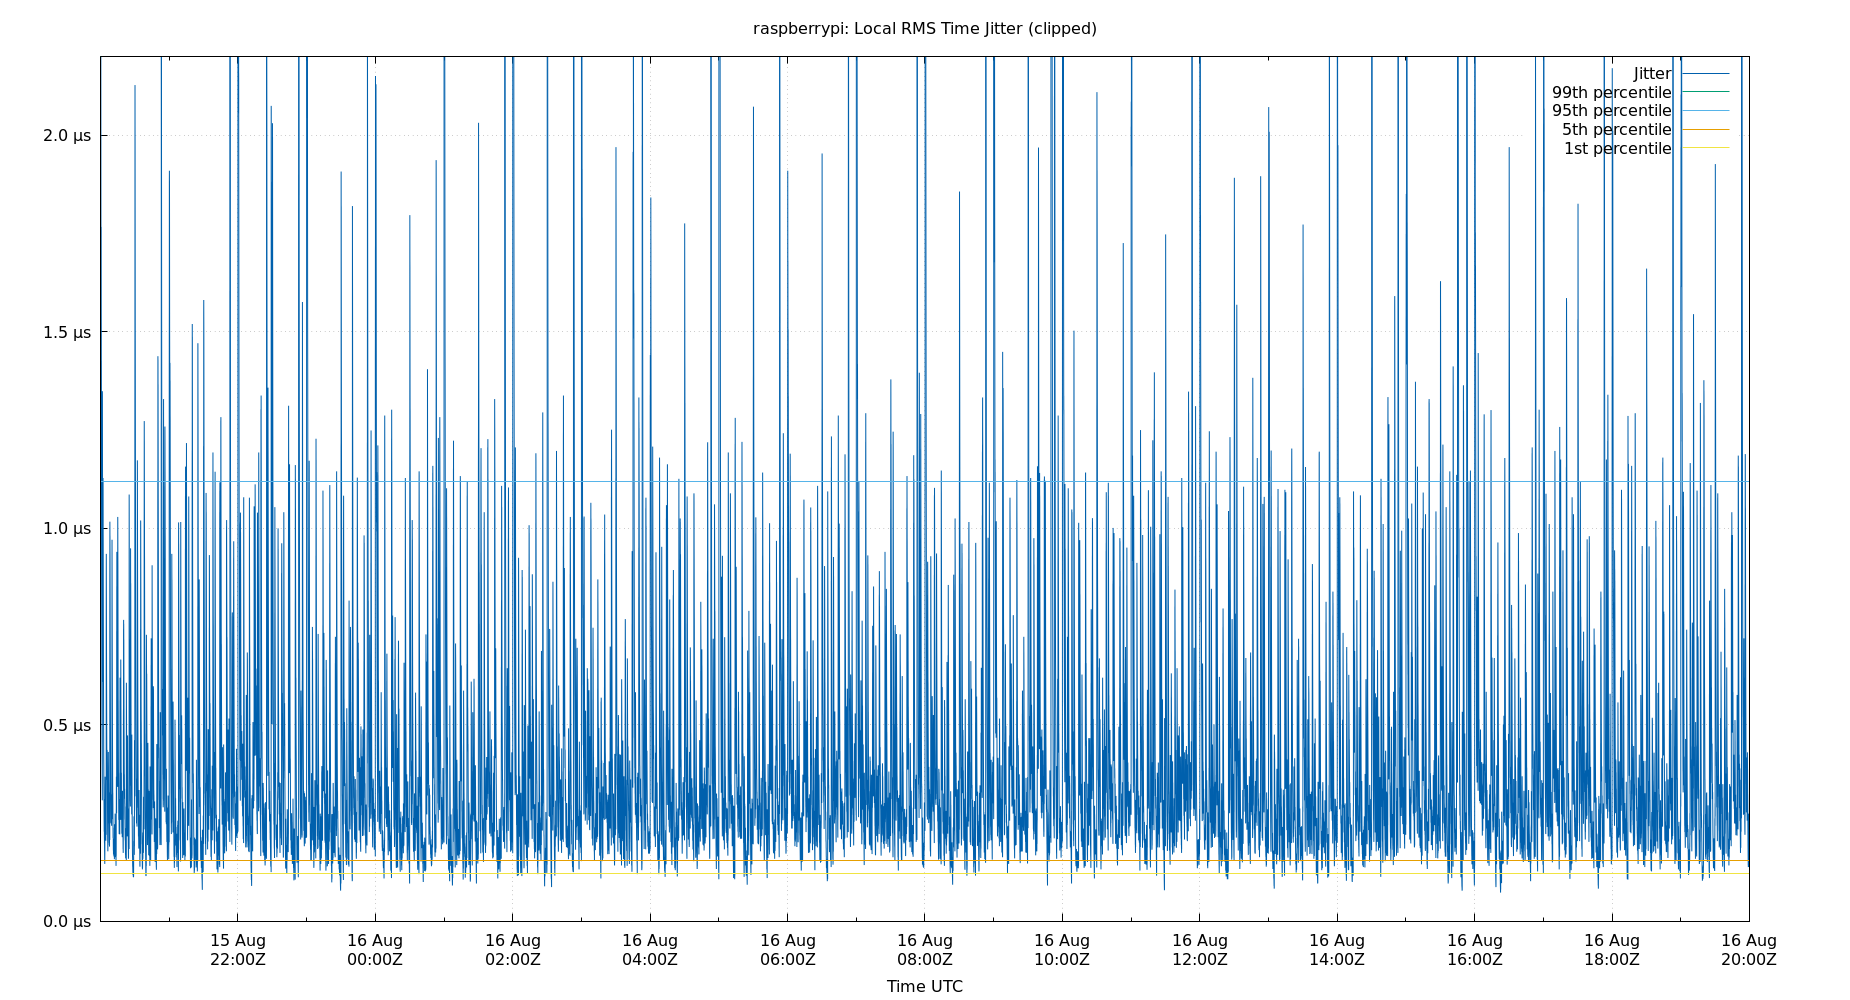 raspberrypi: Local RMS Time Jitter (clipped)
Jitter
99th percentile
95th percentile
5th percentile
1st percentile
2.0 µs
1.5 µs
1.0 µs
0.5 µs
0.0 µs
15 Aug 16 Aug 16 Aug 16 Aug 16 Aug 16 Aug 16 Aug 16 Aug 16 Aug 16 Aug 16 Aug 16 Aug
22:00Z 00:00Z 02:00Z 04:00Z 06:00Z 08:00Z 10:00Z 12:00Z 14:00Z 16:00Z 18:00Z 20:00Z
Time UTC